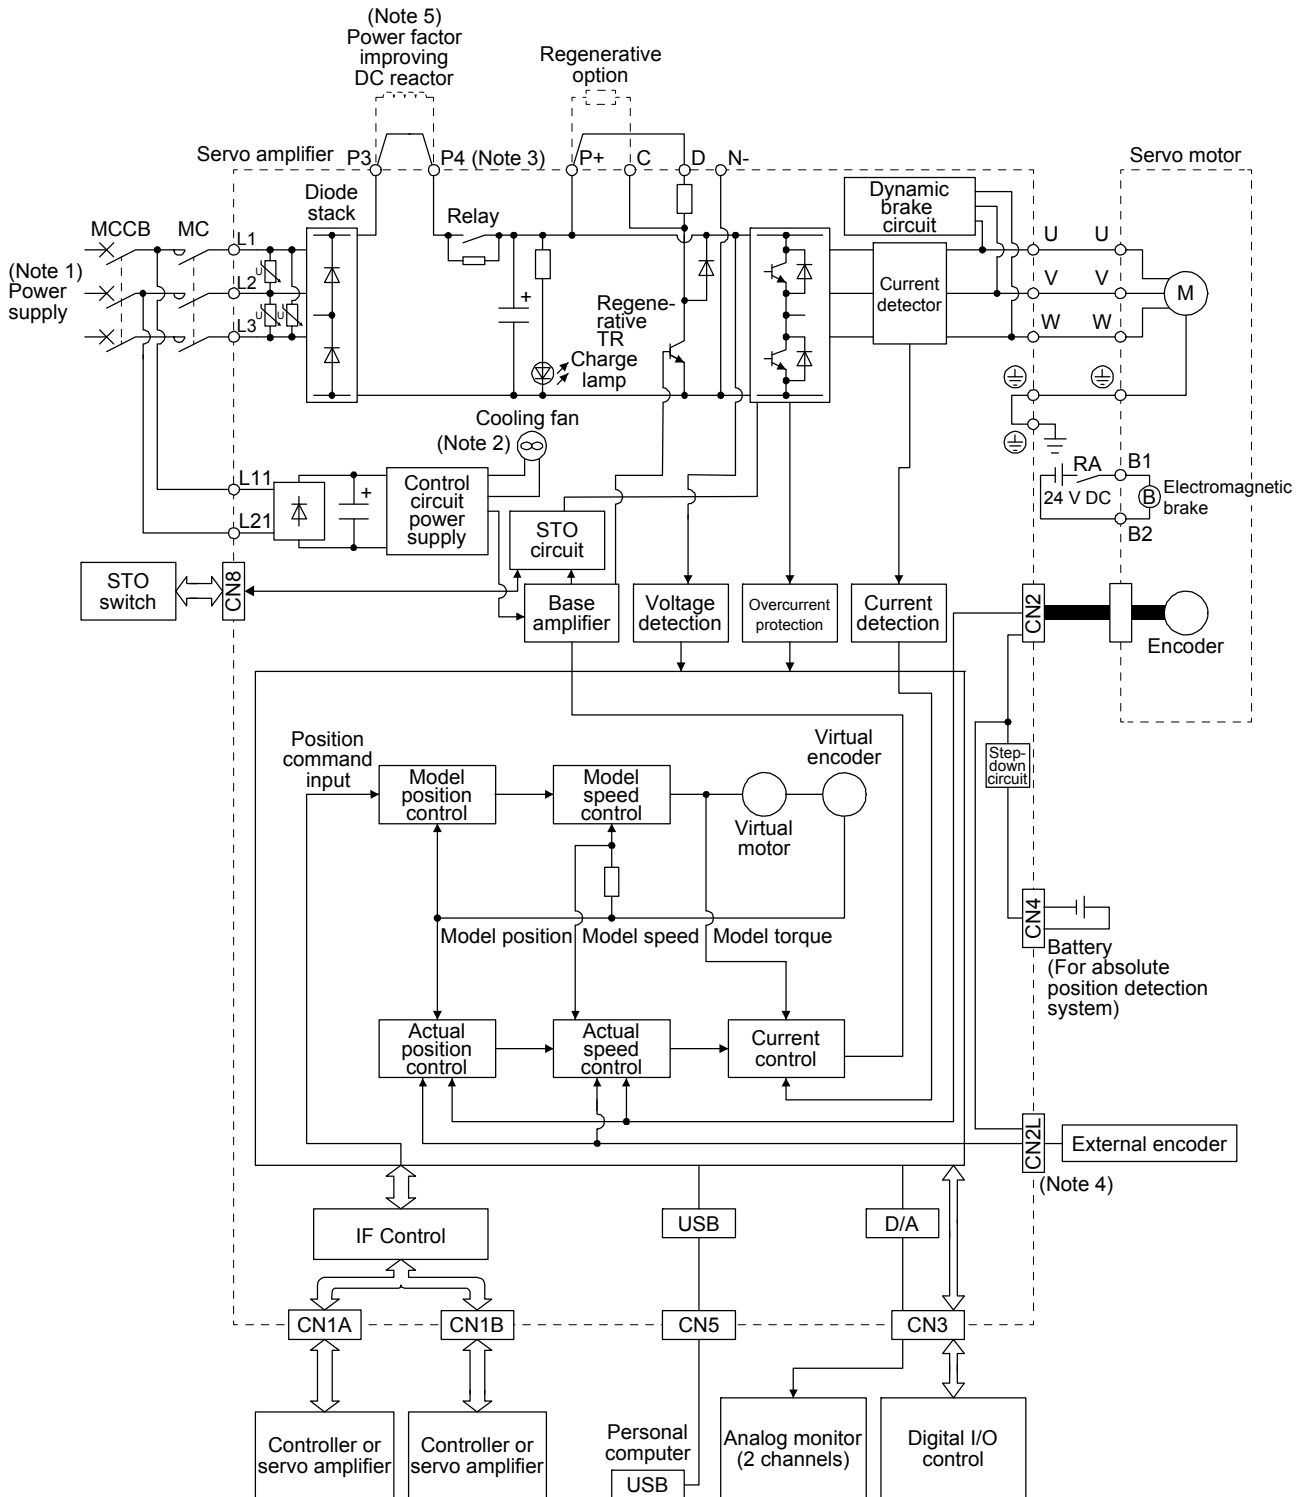 (Note 5)
Power factor
improving
DC reactor
Regenerative
option
Servo amplifier
P3
P4 (Note 3)
P+
C
D
N-
Servo motor
Diode
stack
Relay
Dynamic
brake
circuit
MCCB
MC
L1
L2
L3
(Note 1)
Power
supply
U
U
U
+
Regene-
rative
TR
Charge
lamp
Current
detector
U
U
V
V
W
W
M
Cooling fan
(Note 2)
L11
L21
+
Control
circuit
power
supply
STO
circuit
RA
24 V DC
B1
B
B2
Electromagnetic
brake
STO
switch
CN8
Base
amplifier
Voltage
detection
Overcurrent
protection
Current
detection
CN2
Encoder
Position
command
input
Model
position
control
Model
speed
control
Virtual
motor
Virtual
encoder
Step-
down
circuit
Model position
Model speed
Model torque
CN4
Battery
(For absolute
position detection
system)
Actual
position
control
Actual
speed
control
Current
control
CN2L
External encoder
(Note 4)
IF Control
USB
D/A
CN1A
CN1B
CN5
CN3
Controller or
servo amplifier
Controller or
servo amplifier
Personal
computer
USB
Analog monitor
(2 channels)
Digital I/O
control